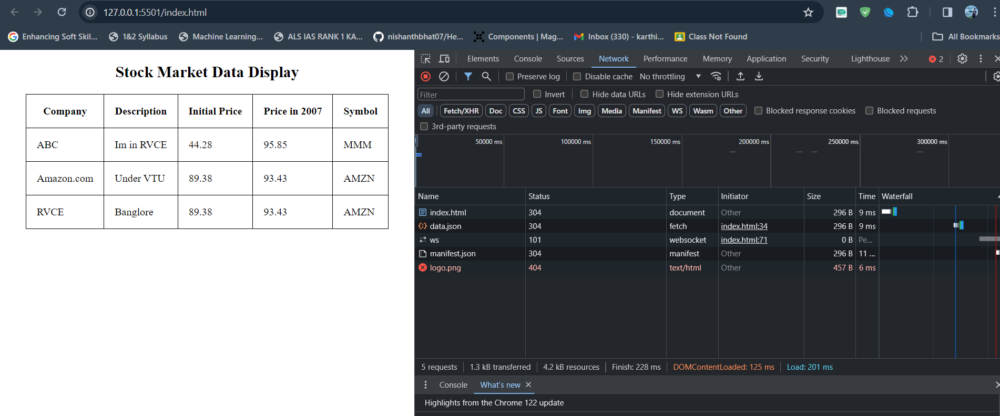 127.0.0.1:5501/index.html
Enhancing Soft Skil... 1&2 Syllabus Machine Learning... ALS IAS RANK 1 KA... nishanthbhat07/He... Components | Mag... Inbox (330) - karthi... Class Not Found All Bookmarks
Stock Market Data Display
Company Description Initial Price Price in 2007 Symbol
ABC Im in RVCE 44.28 95.85 MMM
Amazon.com Under VTU 89.38 93.43 AMZN
RVCE Banglore 89.38 93.43 AMZN
Elements Console Sources Network Performance Memory Application Security Lighthouse 2
Preserve log Disable cache No throttling
Filter Invert Hide data URLs Hide extension URLs
All Fetch/XHR Doc CSS JS Font Img Media Manifest WS Wasm Other Blocked response cookies Blocked requests
3rd-party requests
50000 ms 100000 ms 150000 ms 200000 ms 250000 ms 300000 ms
Name Status Type Initiator Size Time Waterfall
index.html 304 document Other 296 B 9 ms
data.json 304 fetch index.html:34 296 B 9 ms
ws 101 websocket index.html:71 0 B Pe...
manifest.json 304 manifest Other 296 B 11 ...
logo.png 404 text/html Other 457 B 6 ms
5 requests 1.3 kB transferred 4.2 kB resources Finish: 228 ms DOMContentLoaded: 125 ms Load: 201 ms
Console What's new
Highlights from the Chrome 122 update